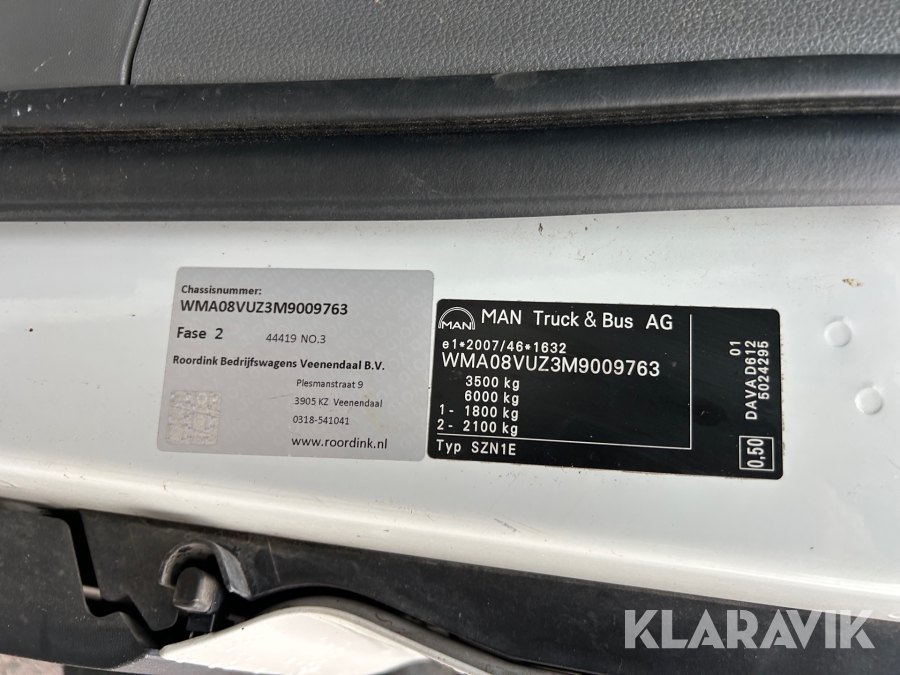 Chassisnummer:
WMA08VUZ3M9009763
Fase 2 44419 NO.3
Roordink Bedrijfswagens Veenendaal B.V.
Plesmanstraat 9
3905 KZ Veenendaal
0318-541041
www.roordink.nl
MAN MAN Truck & Bus AG
e1*2007/46*1632
WMA08VUZ3M9009763
3500 kg
6000 kg
1 - 1800 kg
2 - 2100 kg
Typ SZN1E
01
DAVA D612
5024295
0,50
KLARAVIK